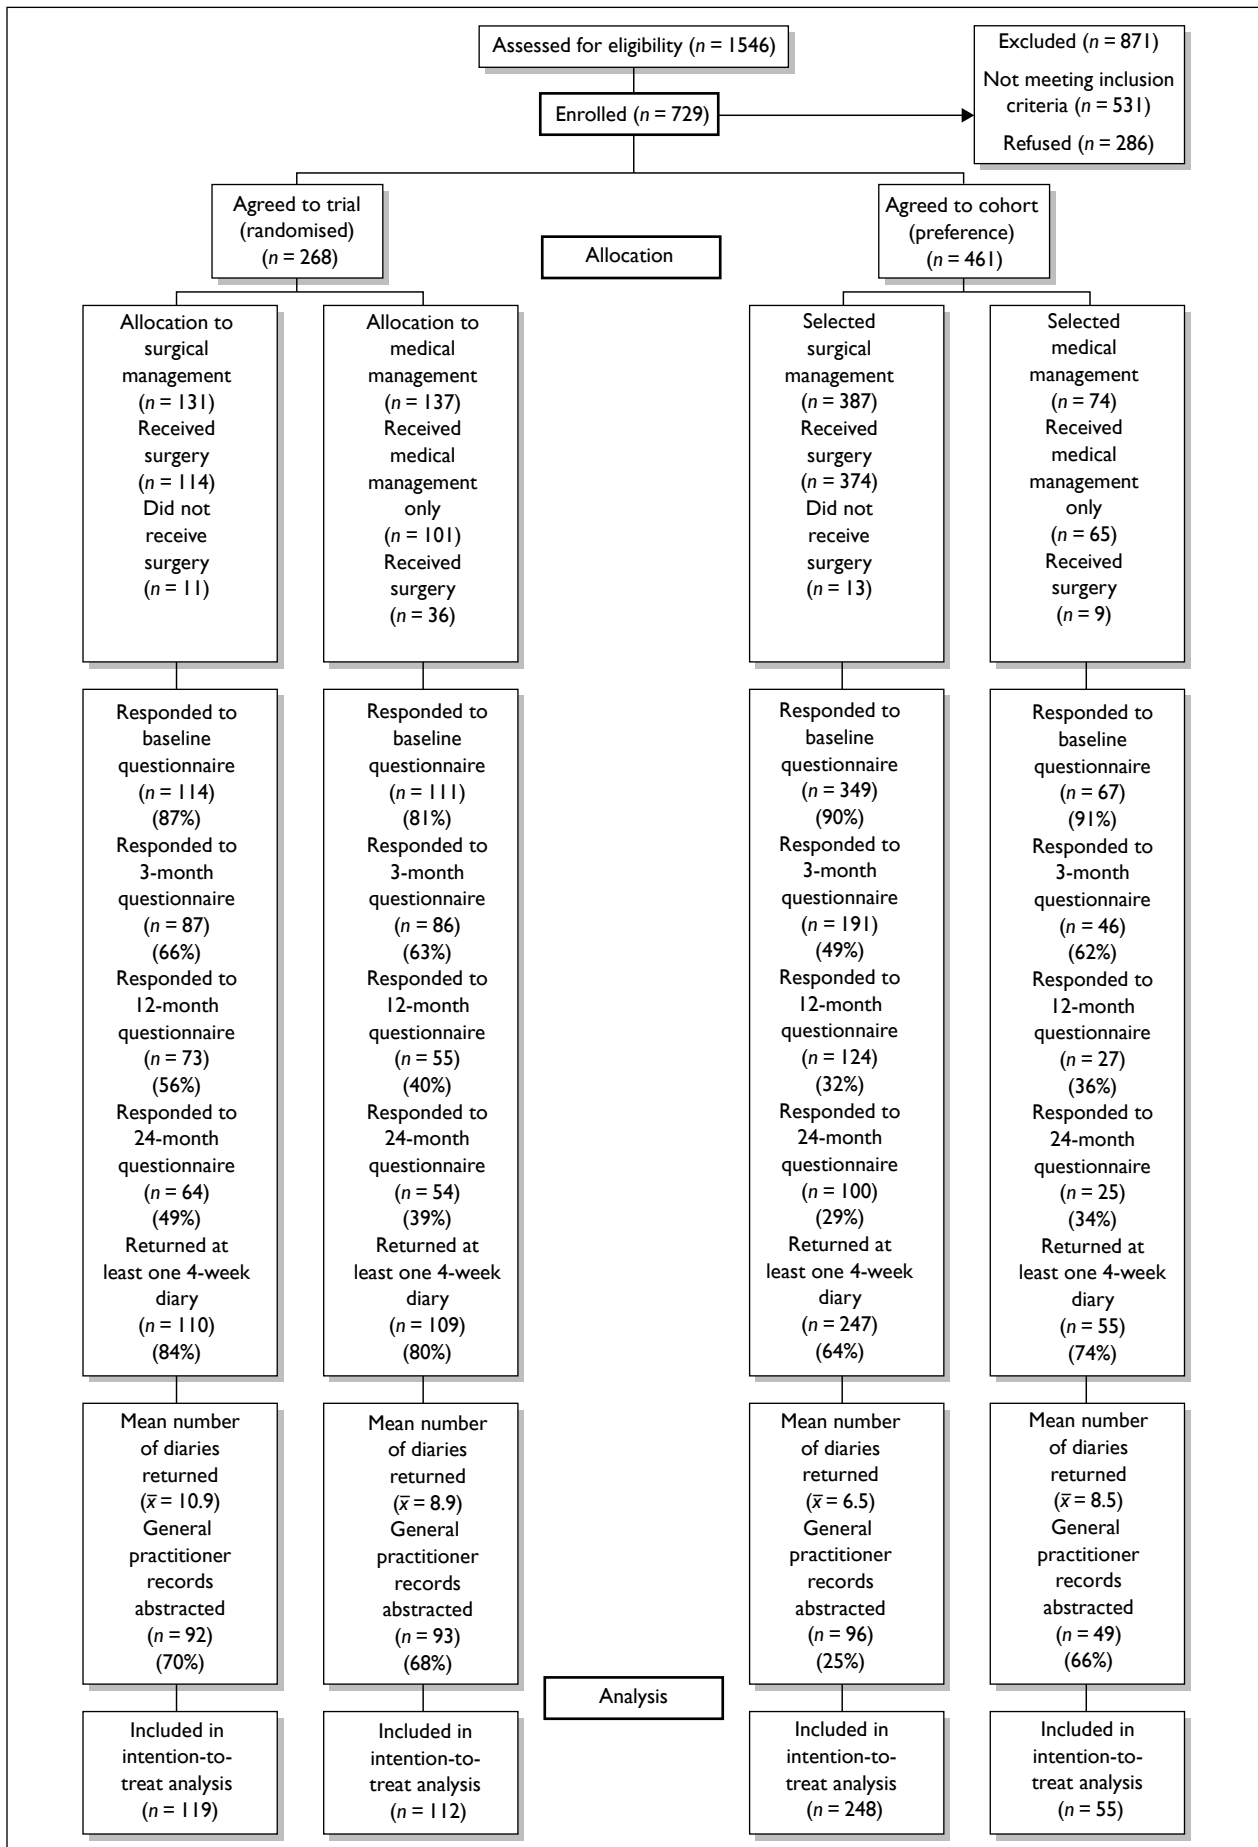 Assessed for eligibility (n = 1546)
Excluded (n = 871)
Not meeting inclusion
criteria (n = 531)
Refused (n = 286)
Enrolled (n = 729)
Agreed to trial
(randomised)
(n = 268)
Allocation
Agreed to cohort
(preference)
(n = 461)
Allocation to
surgical
management
(n = 131)
Received
surgery
(n = 114)
Did not
receive
surgery
(n = 11)
Allocation to
medical
management
(n = 137)
Received
medical
management
only
(n = 101)
Received
surgery
(n = 36)
Selected
surgical
management
(n = 387)
Received
surgery
(n = 374)
Did not
receive
surgery
(n = 13)
Selected
medical
management
(n = 74)
Received
medical
management
only
(n = 65)
Received
surgery
(n = 9)
Responded to
baseline
questionnaire
(n = 114)
(87%)
Responded to
3-month
questionnaire
(n = 87)
(66%)
Responded to
12-month
questionnaire
(n = 73)
(56%)
Responded to
24-month
questionnaire
(n = 64)
(49%)
Returned at
least one 4-week
diary
(n = 110)
(84%)
Responded to
baseline
questionnaire
(n = 111)
(81%)
Responded to
3-month
questionnaire
(n = 86)
(63%)
Responded to
12-month
questionnaire
(n = 55)
(40%)
Responded to
24-month
questionnaire
(n = 54)
(39%)
Returned at
least one 4-week
diary
(n = 109)
(80%)
Responded to
baseline
questionnaire
(n = 349)
(90%)
Responded to
3-month
questionnaire
(n = 191)
(49%)
Responded to
12-month
questionnaire
(n = 124)
(32%)
Responded to
24-month
questionnaire
(n = 100)
(29%)
Returned at
least one 4-week
diary
(n = 247)
(64%)
Responded to
baseline
questionnaire
(n = 67)
(91%)
Responded to
3-month
questionnaire
(n = 46)
(62%)
Responded to
12-month
questionnaire
(n = 27)
(36%)
Responded to
24-month
questionnaire
(n = 25)
(34%)
Returned at
least one 4-week
diary
(n = 55)
(74%)
Mean number
of diaries
returned
(x̄ = 10.9)
General
practitioner
records
abstracted
(n = 92)
(70%)
Mean number
of diaries
returned
(x̄ = 8.9)
General
practitioner
records
abstracted
(n = 93)
(68%)
Mean number
of diaries
returned
(x̄ = 6.5)
General
practitioner
records
abstracted
(n = 96)
(25%)
Mean number
of diaries
returned
(x̄ = 8.5)
General
practitioner
records
abstracted
(n = 49)
(66%)
Analysis
Included in
intention-to-
treat analysis
(n = 119)
Included in
intention-to-
treat analysis
(n = 112)
Included in
intention-to-
treat analysis
(n = 248)
Included in
intention-to-
treat analysis
(n = 55)